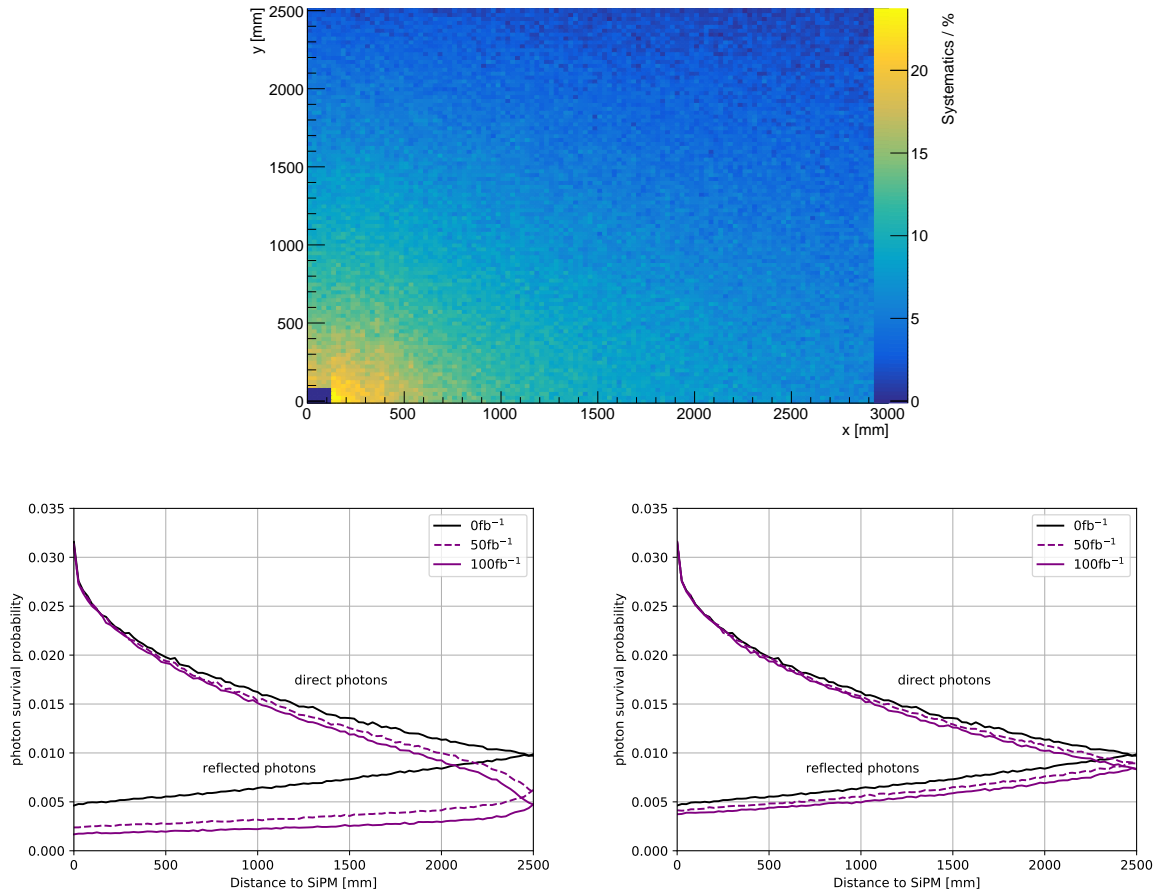 y [mm]
2500
2000
1500
1000
500
0
0 500 1000 1500 2000 2500 3000
x [mm]
20
15
10
5
0
Systematics / %
0.035
0.030
0.025
0.020
0.015
0.010
0.005
0.000
photon survival probability
0fb⁻¹
50fb⁻¹
100fb⁻¹
direct photons
reflected photons
0 500 1000 1500 2000 2500
Distance to SiPM [mm]
0.035
0.030
0.025
0.020
0.015
0.010
0.005
0.000
photon survival probability
0fb⁻¹
50fb⁻¹
100fb⁻¹
direct photons
reflected photons
0 500 1000 1500 2000 2500
Distance to SiPM [mm]